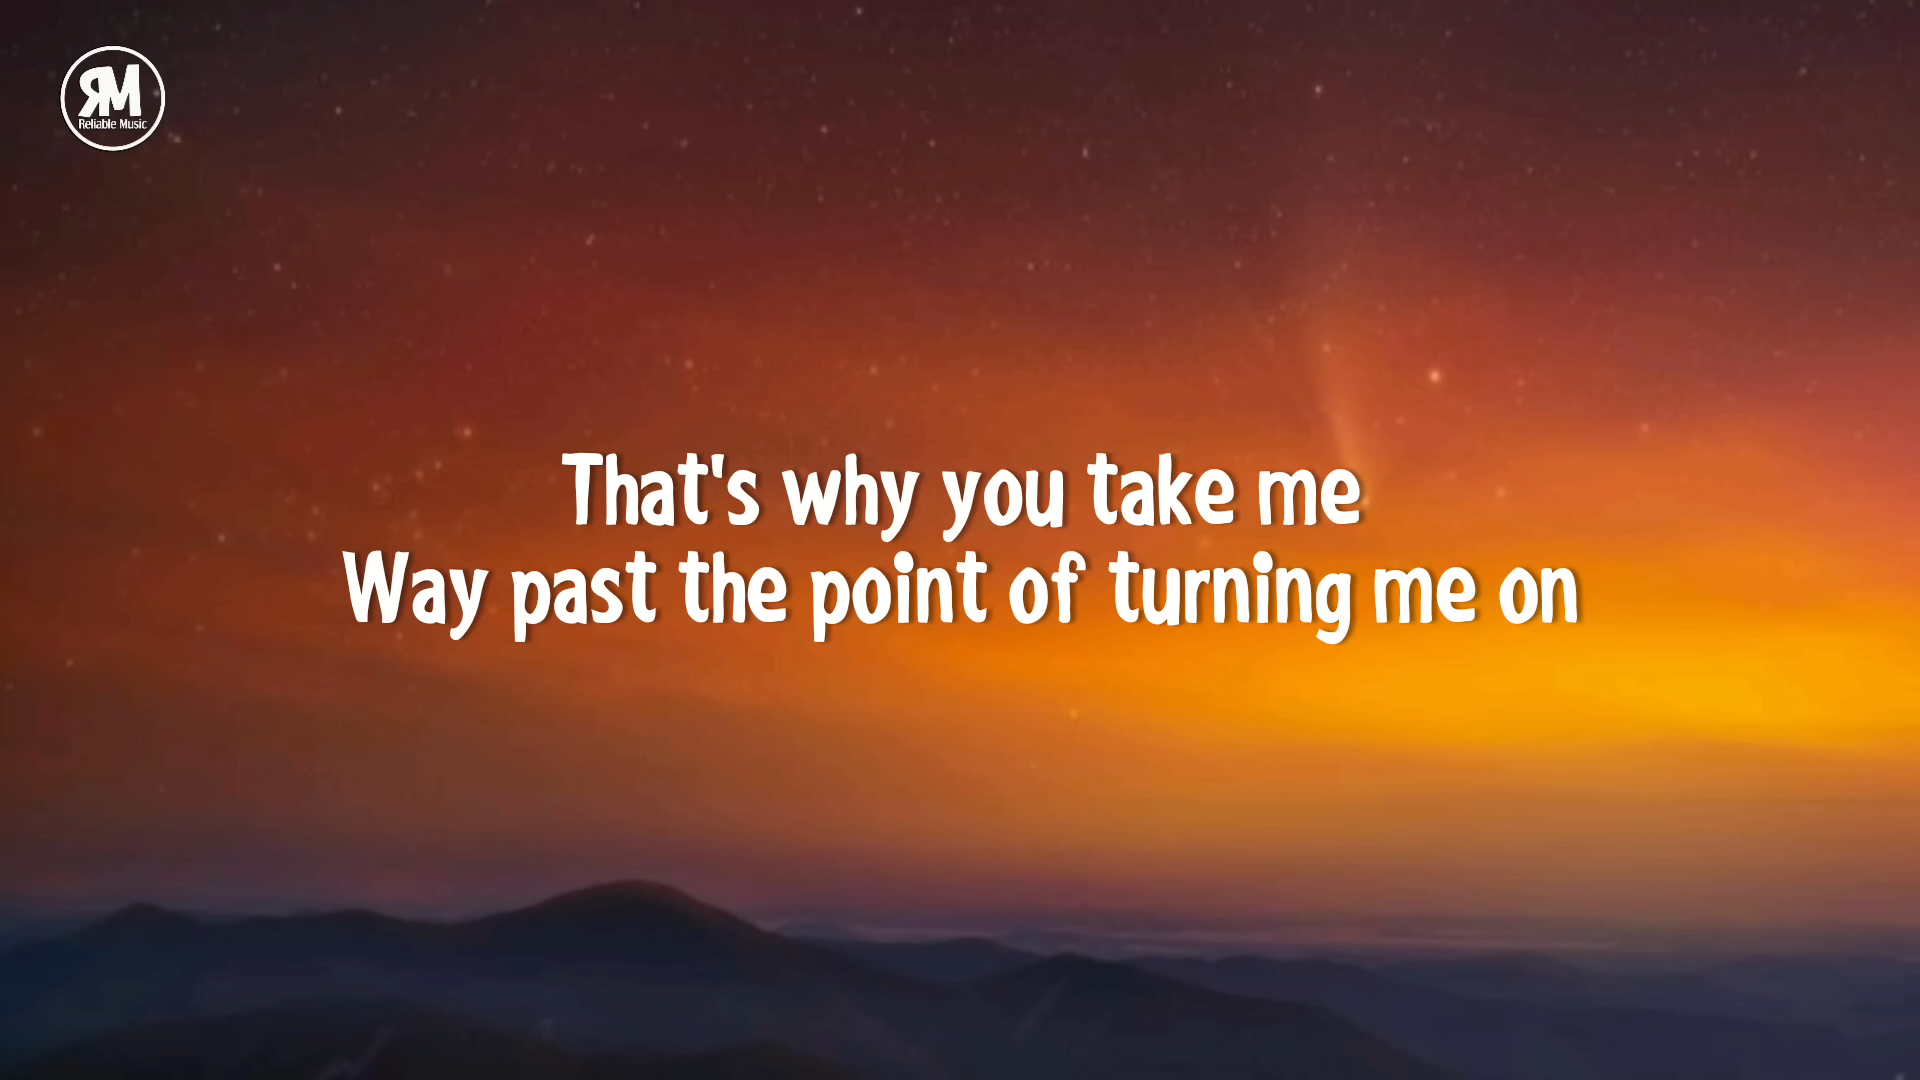 RM
Reliable Music
That's why you take me
Way past the point of turning me on